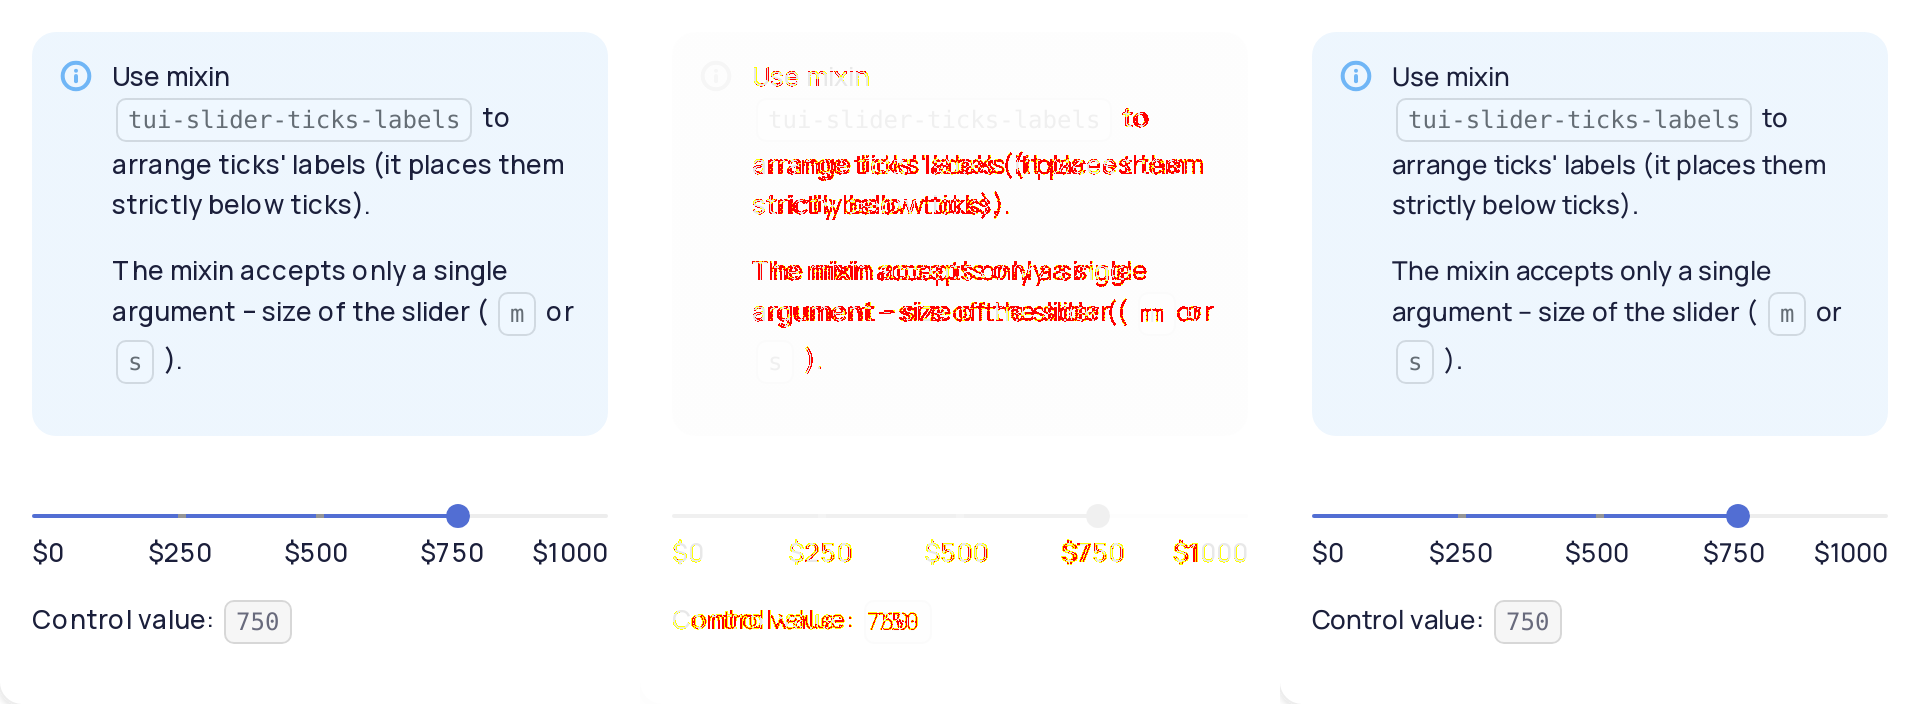 Use mixin
tui-slider-ticks-labels to
arrange ticks' labels (it places them
strictly below ticks).
The mixin accepts only a single
argument – size of the slider ( m or
s ).
$0 $250 $500 $750 $1000
Control value: 750
Use mixin
tui-slider-ticks-labels to
arrange ticks' labels (it places them
strictly below ticks).
The mixin accepts only a single
argument – size of the slider ( m or
s ).
$0 $250 $500 $750 $1000
Control value: 750
Use mixin
tui-slider-ticks-labels to
arrange ticks' labels (it places them
strictly below ticks).
The mixin accepts only a single
argument – size of the slider ( m or
s ).
$0 $250 $500 $750 $1000
Control value: 750